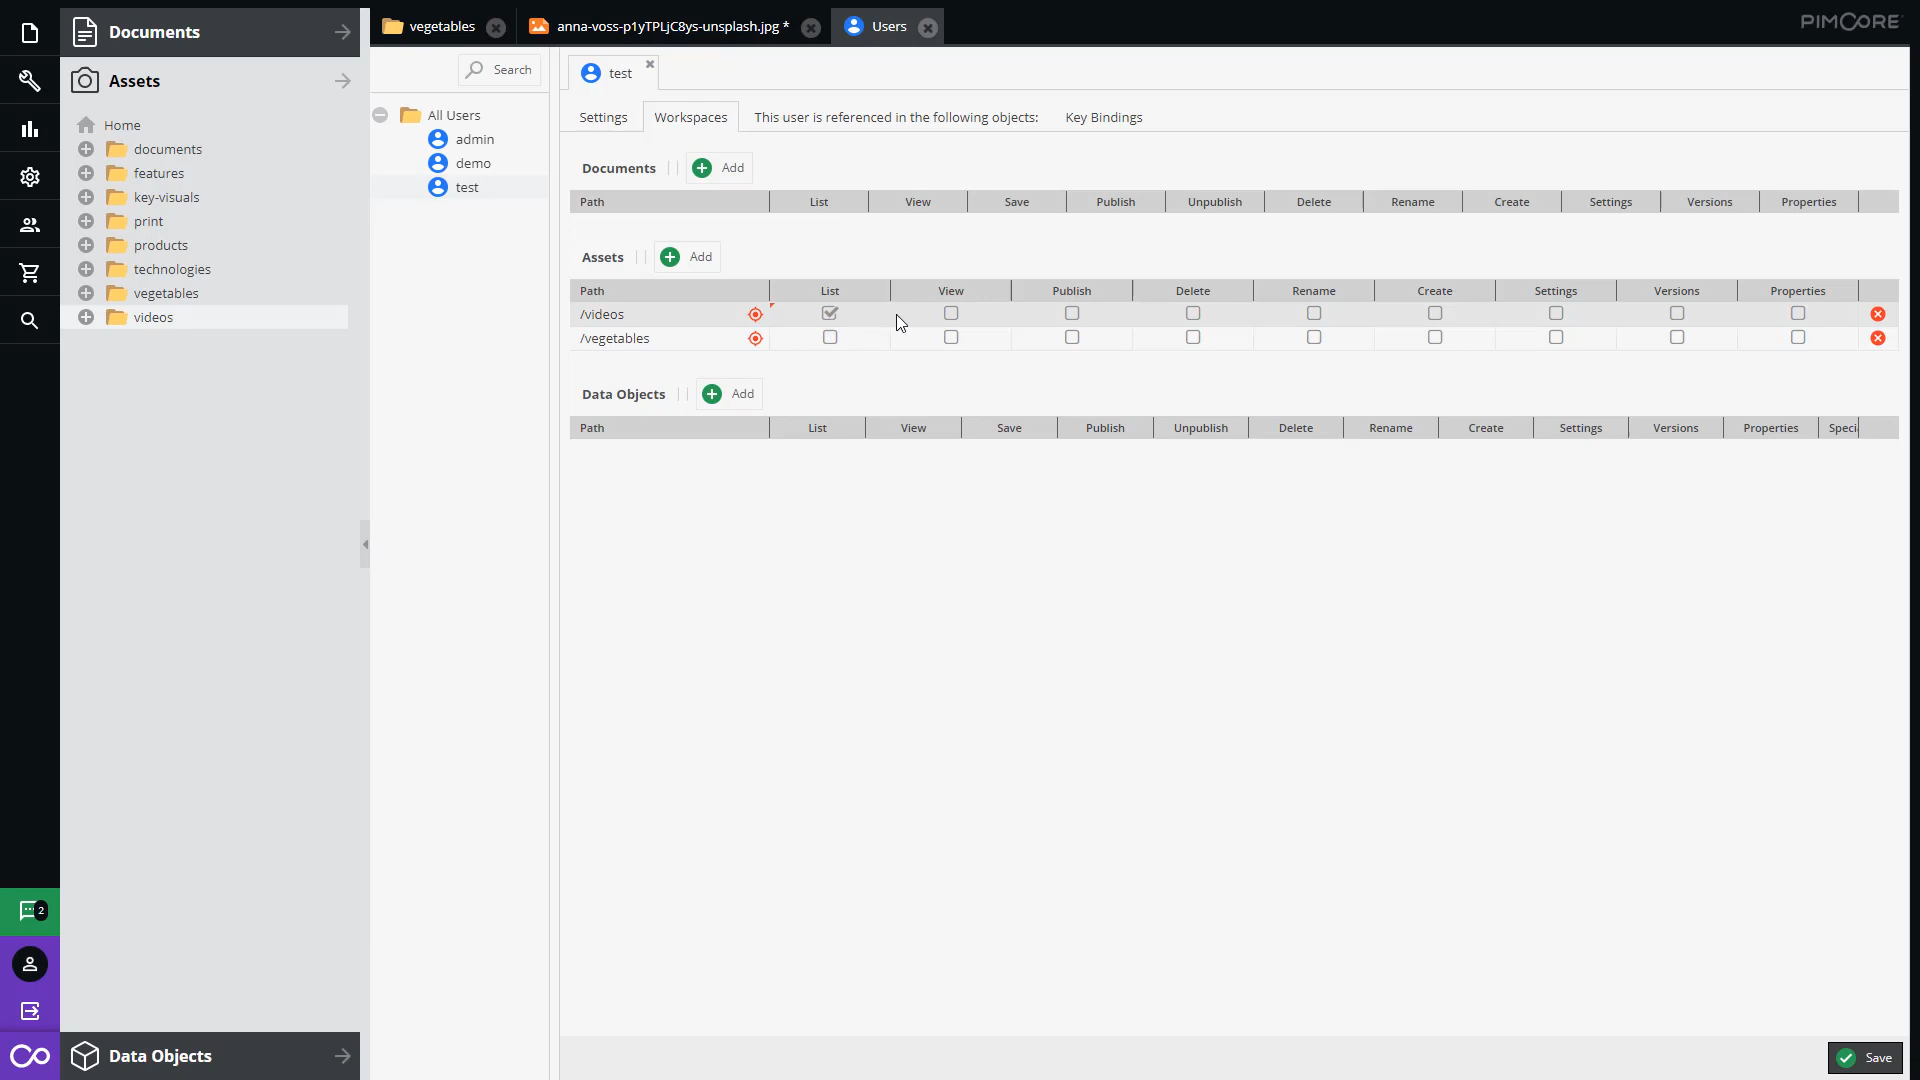 Documents
Assets
Home
documents
features
key-visuals
print
products
technologies
vegetables
videos
2
Data Objects
vegetables
anna-voss-p1yTPLjC8ys-unsplash.jpg *
Users
PIMCORE
Search
All Users
admin
demo
test
test
Settings Workspaces This user is referenced in the following objects: Key Bindings
Documents Add
Path List View Save Publish Unpublish Delete Rename Create Settings Versions Properties
Assets Add
Path List View Publish Delete Rename Create Settings Versions Properties
/videos
/vegetables
Data Objects Add
Path List View Save Publish Unpublish Delete Rename Create Settings Versions Properties Speci
Save